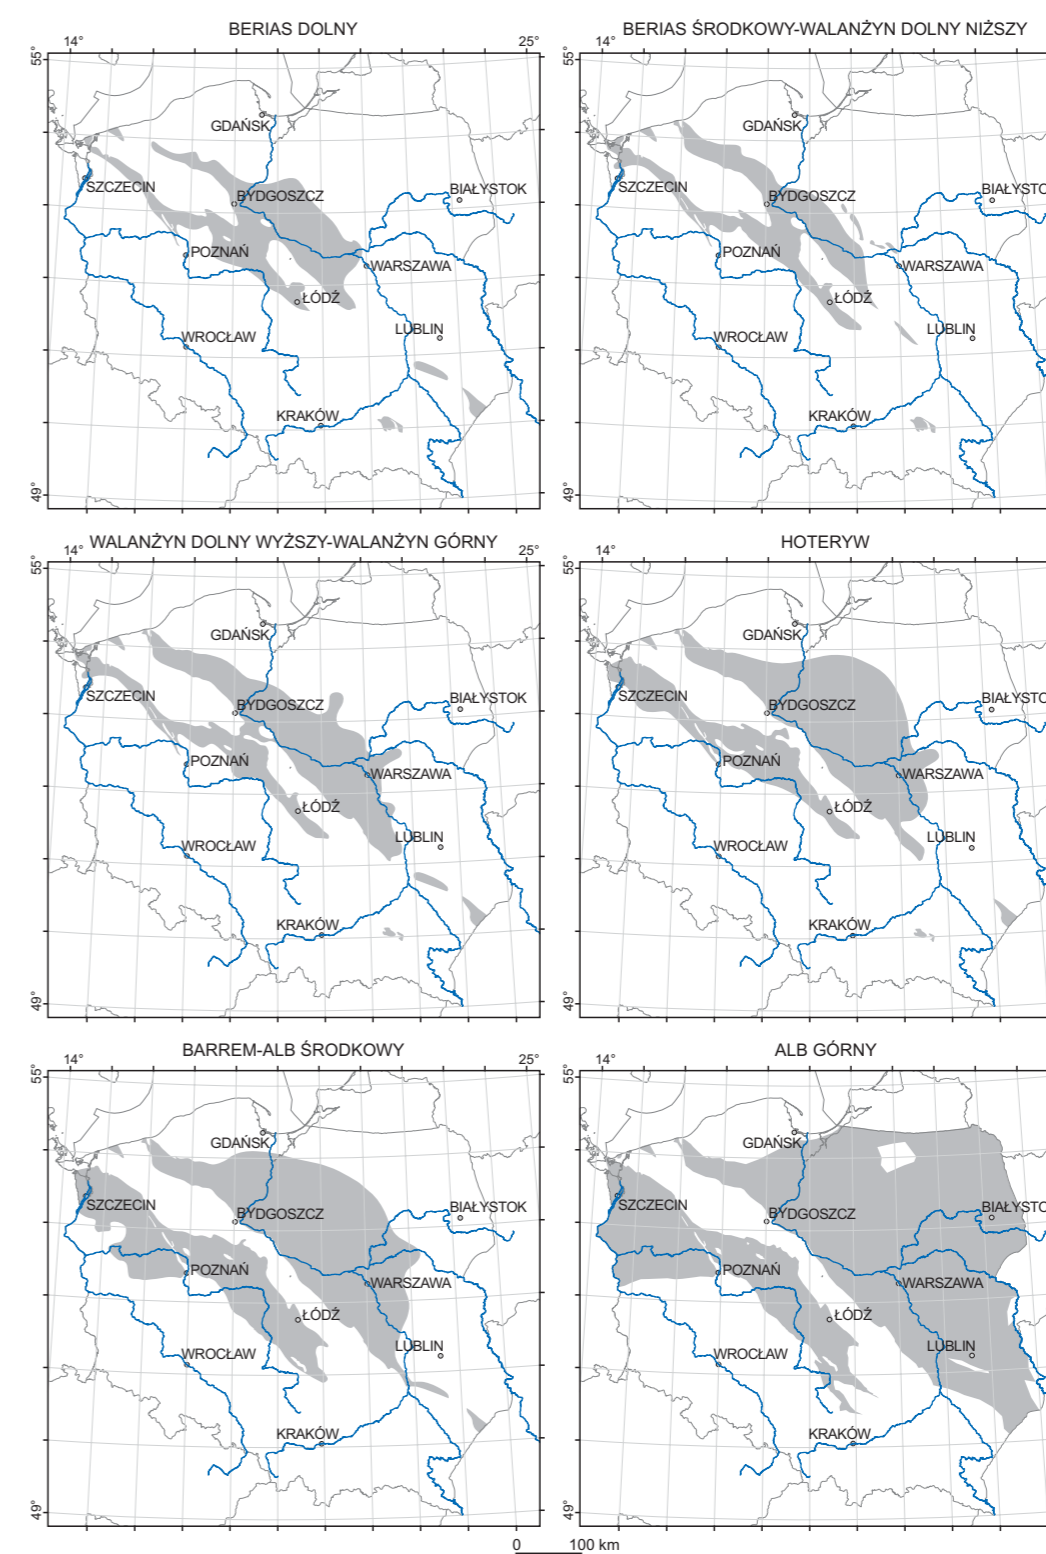 BERIAS DOLNY
14° 25°
55°
GDAŃSK
SZCZECIN
BYDGOSZCZ
BIAŁYSTOK
POZNAŃ
WARSZAWA
ŁÓDŹ
WROCŁAW
LUBLIN
KRAKÓW
49°
BERIAS ŚRODKOWY-WALANŻYN DOLNY NIŻSZY
14°
55°
GDAŃSK
SZCZECIN
BYDGOSZCZ
BIAŁYSTO
POZNAŃ
WARSZAWA
ŁÓDŹ
WROCŁAW
LUBLIN
KRAKÓW
49°
WALANŻYN DOLNY WYŻSZY-WALANŻYN GÓRNY
14° 25°
55°
GDAŃSK
SZCZECIN
BYDGOSZCZ
BIAŁYSTOK
POZNAŃ
WARSZAWA
ŁÓDŹ
WROCŁAW
LUBLIN
KRAKÓW
49°
HOTERYW
14°
55°
GDAŃSK
SZCZECIN
BYDGOSZCZ
BIAŁYSTO
POZNAŃ
WARSZAWA
ŁÓDŹ
WROCŁAW
LUBLIN
KRAKÓW
49°
BARREM-ALB ŚRODKOWY
14° 25°
55°
GDAŃSK
SZCZECIN
BYDGOSZCZ
BIAŁYSTOK
POZNAŃ
WARSZAWA
ŁÓDŹ
WROCŁAW
LUBLIN
KRAKÓW
49°
ALB GÓRNY
14°
55°
GDAŃSK
SZCZECIN
BYDGOSZCZ
BIAŁYSTO
POZNAŃ
WARSZAWA
ŁÓDŹ
WROCŁAW
LUBLIN
KRAKÓW
49°
0 100 km